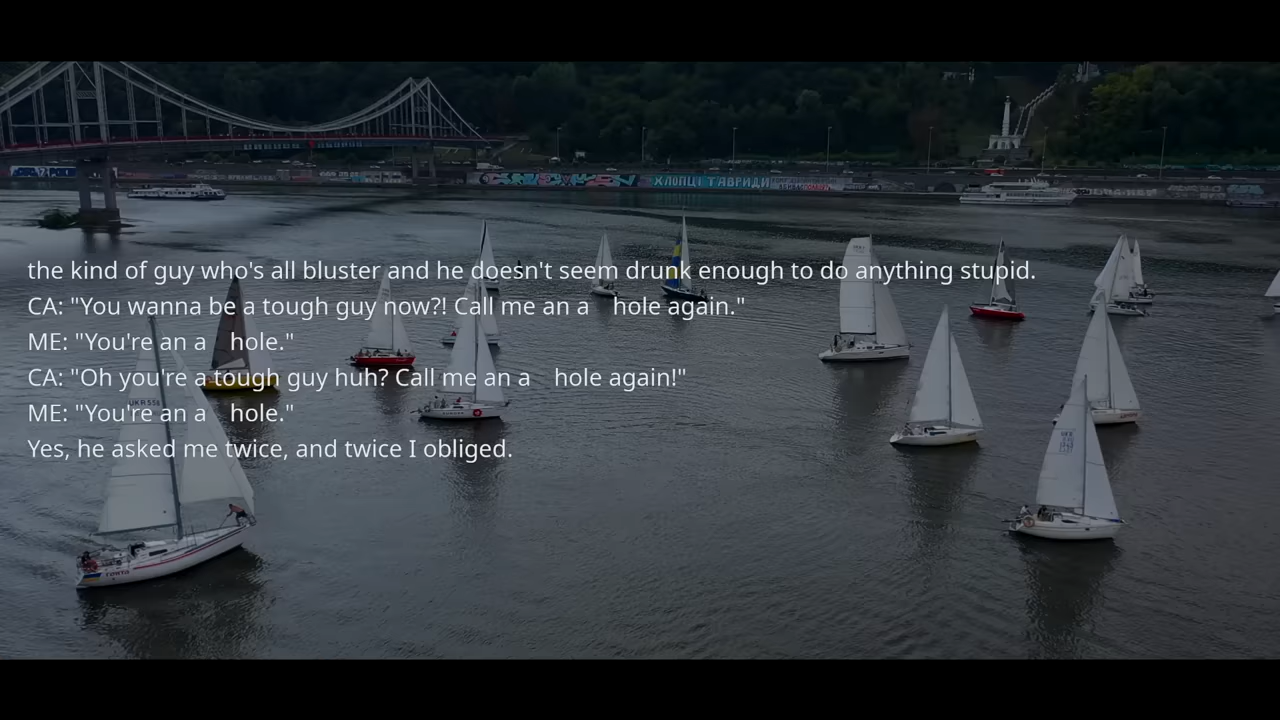 ХЛОПЦІ ТАВРИДИ
the kind of guy who's all bluster and he doesn't seem drunk enough to do anything stupid.
CA: "You wanna be a tough guy now?! Call me an a hole again."
ME: "You're an a hole."
CA: "Oh you're a tough guy huh? Call me an a hole again!"
ME: "You're an a hole."
Yes, he asked me twice, and twice I obliged.